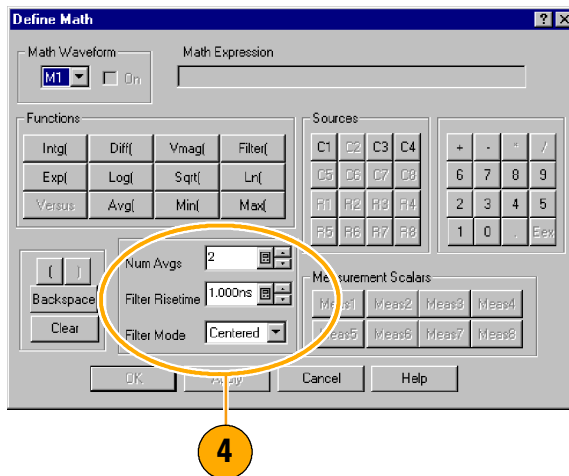 Define Math
Math Waveform
Math Expression
M1
On
Functions
Intg( Diff( Vmag( Filter(
Exp( Log( Sqrt( Ln(
Versus Avg( Min( Max(
Sources
C1 C2 C3 C4
C5 C6 C7 C8
R1 R2 R3 R4
R5 R6 R7 R8
+ - * /
6 7 8 9
2 3 4 5
1 0 . Eex
( )
Backspace
Clear
Num Avgs 2
Filter Risetime 1.000ns
Filter Mode Centered
Measurement Scalars
Meas1 Meas2 Meas3 Meas4
Meas5 Meas6 Meas7 Meas8
OK Apply Cancel Help
4